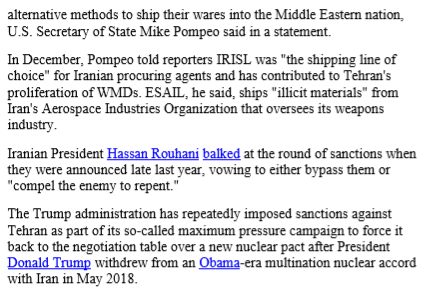 alternative methods to ship their wares into the Middle Eastern nation,
U.S. Secretary of State Mike Pompeo said in a statement.
In December, Pompeo told reporters IRISL was "the shipping line of
choice" for Iranian procuring agents and has contributed to Tehran's
proliferation of WMDs. ESAIL, he said, ships "illicit materials" from
Iran's Aerospace Industries Organization that oversees its weapons
industry.
Iranian President Hassan Rouhani balked at the round of sanctions when
they were announced late last year, vowing to either bypass them or
"compel the enemy to repent."
The Trump administration has repeatedly imposed sanctions against
Tehran as part of its so-called maximum pressure campaign to force it
back to the negotiation table over a new nuclear pact after President
Donald Trump withdrew from an Obama-era multination nuclear accord
with Iran in May 2018.